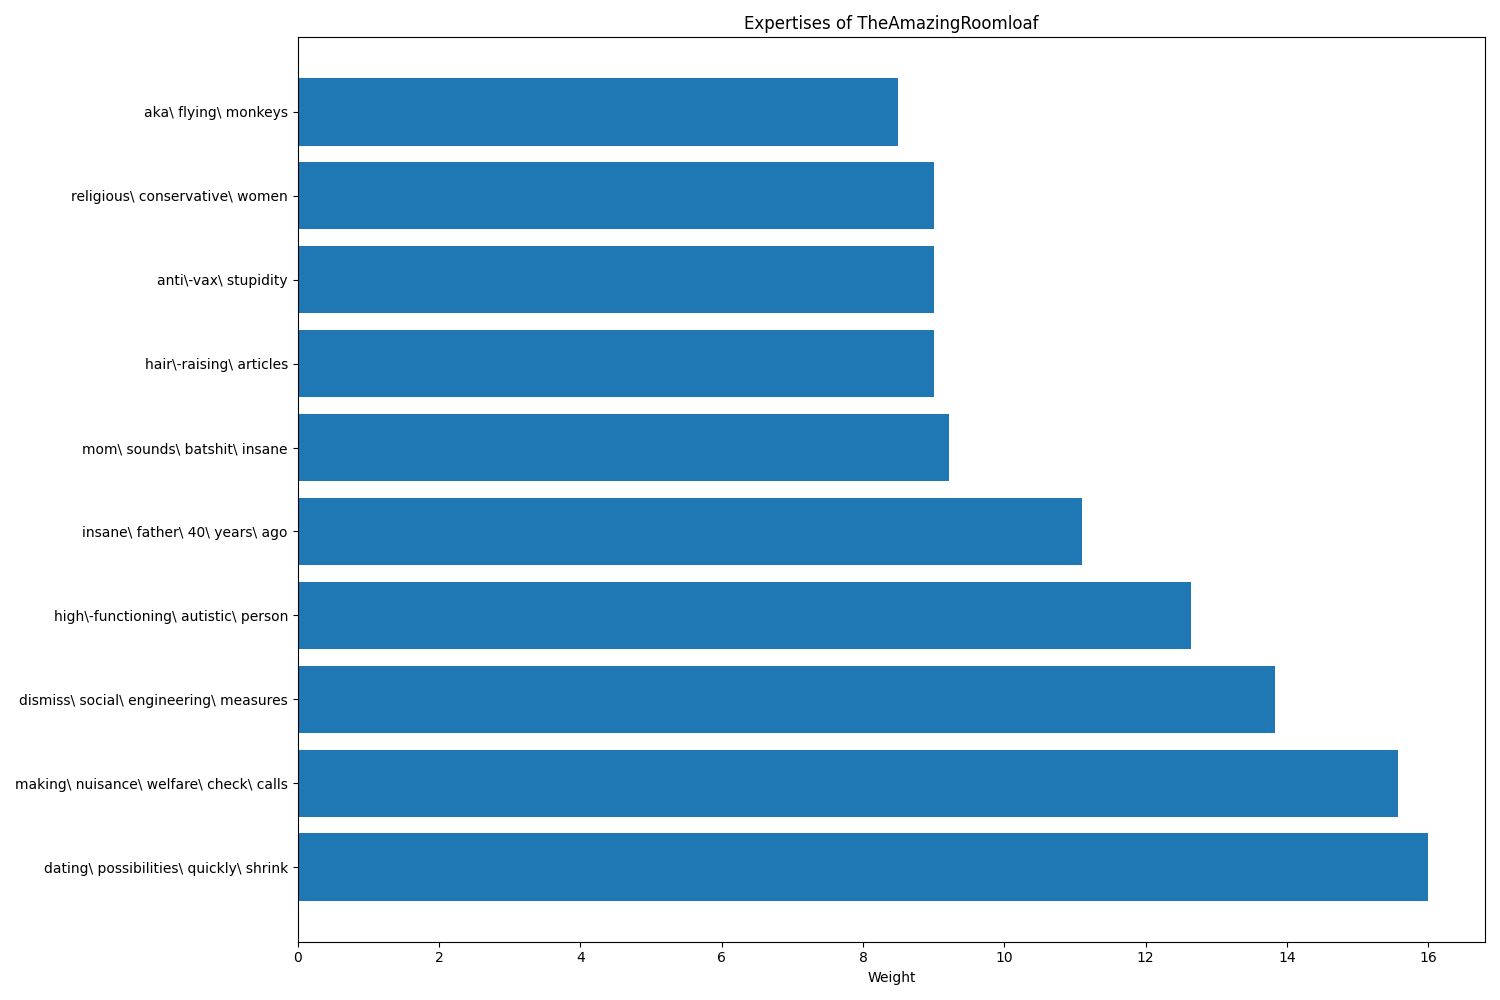 Expertises of TheAmazingRoomloaf
aka\ flying\ monkeys
religious\ conservative\ women
anti\-vax\ stupidity
hair\-raising\ articles
mom\ sounds\ batshit\ insane
insane\ father\ 40\ years\ ago
high\-functioning\ autistic\ person
dismiss\ social\ engineering\ measures
making\ nuisance\ welfare\ check\ calls
dating\ possibilities\ quickly\ shrink
0 2 4 6 8 10 12 14 16
Weight